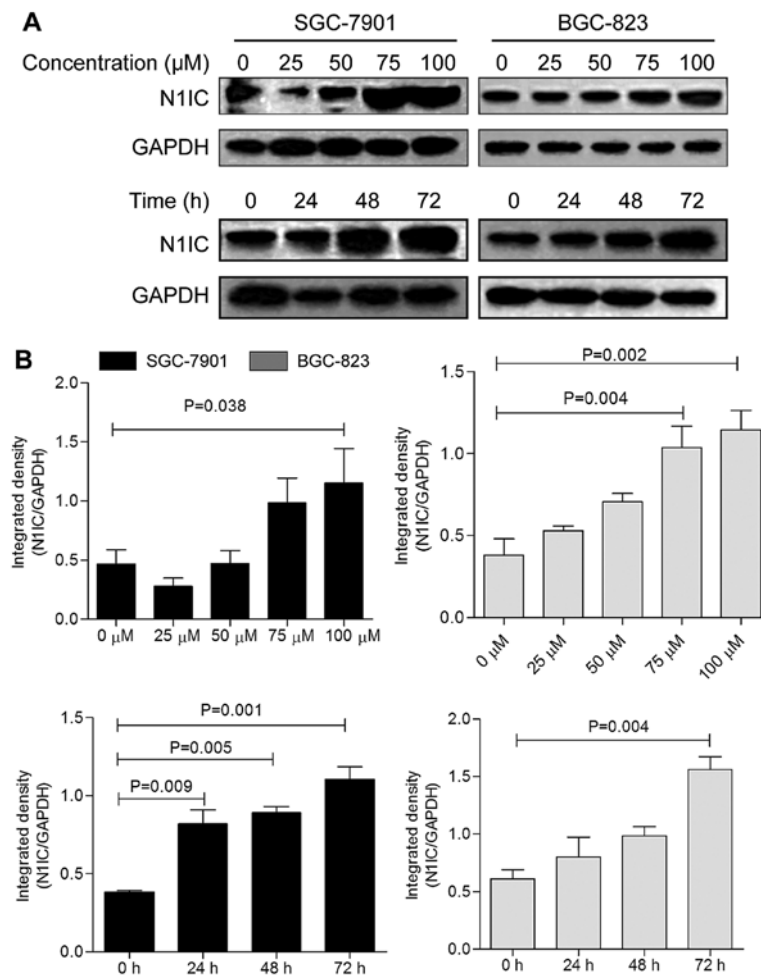 A
SGC-7901 BGC-823
Concentration (μM) 0 25 50 75 100 0 25 50 75 100
N1IC
GAPDH
Time (h) 0 24 48 72 0 24 48 72
N1IC
GAPDH
B
SGC-7901 BGC-823
Integrated density
(N1IC/GAPDH)
2.0
1.5
1.0
0.5
0.0
P=0.038
0 μM 25 μM 50 μM 75 μM 100 μM
Integrated density
(N1IC/GAPDH)
1.5
1.0
0.5
0.0
P=0.002
P=0.004
0 μM 25 μM 50 μM 75 μM 100 μM
Integrated density
(N1IC/GAPDH)
1.5
1.0
0.5
0.0
P=0.001
P=0.005
P=0.009
0 h 24 h 48 h 72 h
Integrated density
(N1IC/GAPDH)
2.0
1.5
1.0
0.5
0.0
P=0.004
0 h 24 h 48 h 72 h